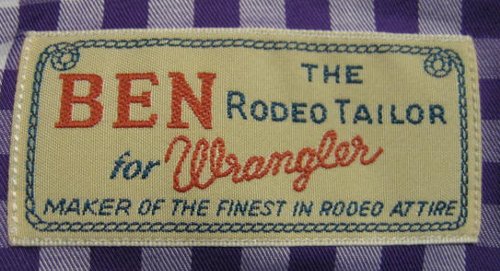 BEN THE
RODEO TAILOR
for Wrangler
MAKER OF THE FINEST IN RODEO ATTIRE